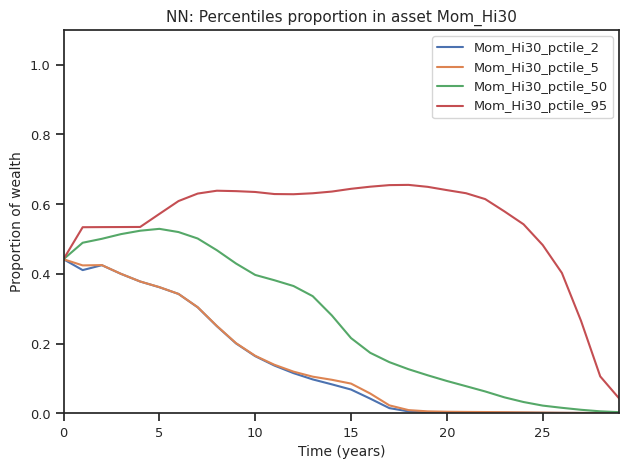 NN: Percentiles proportion in asset Mom_Hi30
Mom_Hi30_pctile_2
Mom_Hi30_pctile_5
Mom_Hi30_pctile_50
Mom_Hi30_pctile_95
Proportion of wealth
1.0
0.8
0.6
0.4
0.2
0.0
0 5 10 15 20 25
Time (years)